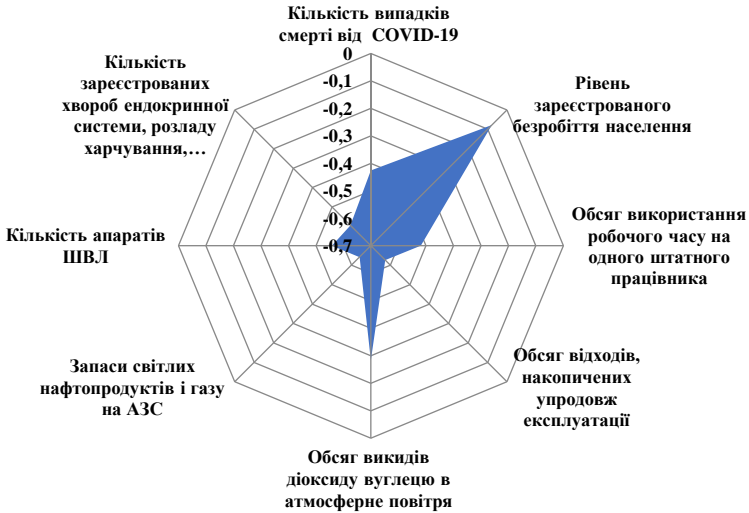 Кількість випадків
смерті від COVID-19
0
-0,1
-0,2
-0,3
-0,4
-0,5
-0,6
-0,7
Рівень
зареєстрованого
безробіття населення
Обсяг використання
робочого часу на
одного штатного
працівника
Обсяг відходів,
накопичених
упродовж
експлуатації
Обсяг викидів
діоксиду вуглецю в
атмосферне повітря
Запаси світлих
нафтопродуктів і газу
на АЗС
Кількість апаратів
ШВЛ
Кількість
зареєстрованих
хвороб ендокринної
системи, розладу
харчування,…